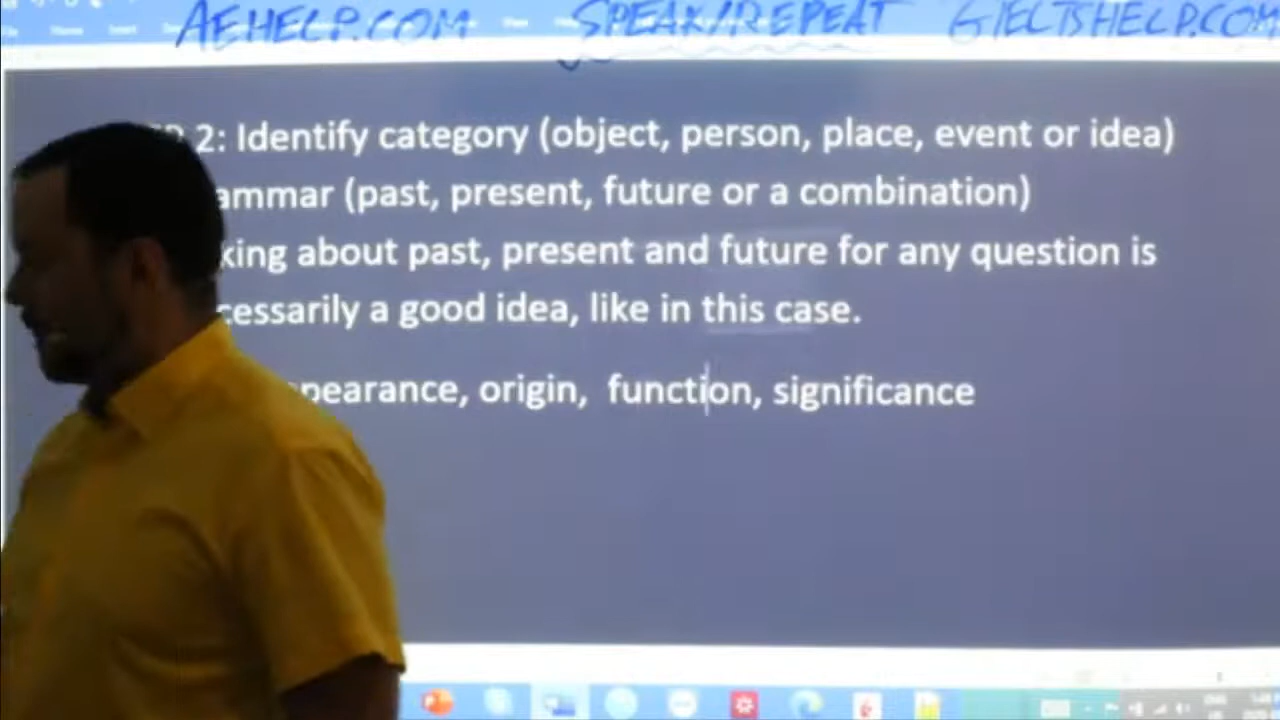 AEHELP.COM SPEAK/REPEAT GIELTSHELP.COM
2: Identify category (object, person, place, event or idea)
ammar (past, present, future or a combination)
king about past, present and future for any question is
cessarily a good idea, like in this case.
pearance, origin, function, significance